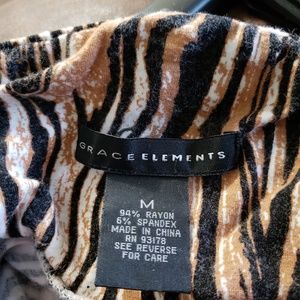 GRACE ELEMENTS
M
94% RAYON
6% SPANDEX
MADE IN CHINA
RN 93178
SEE REVERSE
FOR CARE